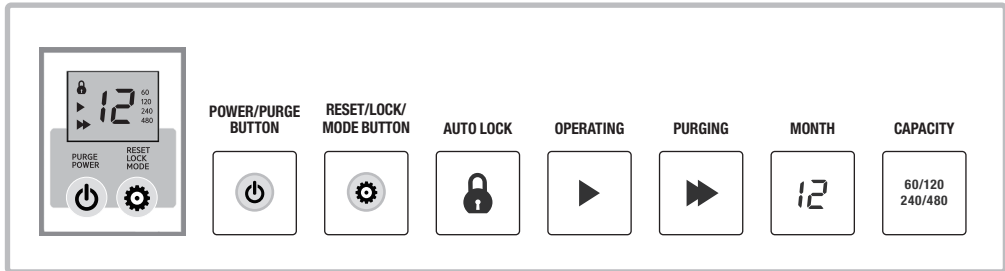 12
60
120
240
480
PURGE
POWER
RESET
LOCK
MODE
POWER/PURGE
BUTTON
RESET/LOCK/
MODE BUTTON
AUTO LOCK
OPERATING
PURGING
MONTH
CAPACITY
12
60/120
240/480